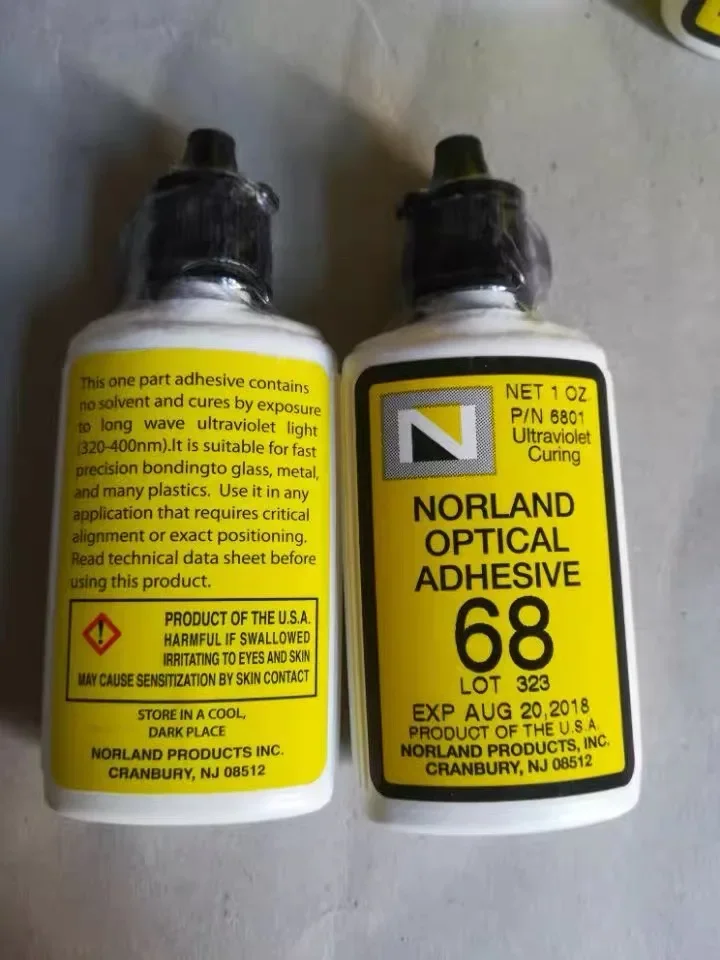 This one part adhesive contains
no solvent and cures by exposure
to long wave ultraviolet light
(320-400nm).It is suitable for fast
precision bondingto glass, metal,
and many plastics. Use it in any
application that requires critical
alignment or exact positioning.
Read technical data sheet before
using this product.
!
PRODUCT OF THE U.S.A.
HARMFUL IF SWALLOWED
IRRITATING TO EYES AND SKIN
MAY CAUSE SENSITIZATION BY SKIN CONTACT
STORE IN A COOL,
DARK PLACE
NORLAND PRODUCTS INC.
CRANBURY, NJ 08512
N
NET 1 OZ.
P/N 6801
Ultraviolet
Curing
NORLAND
OPTICAL
ADHESIVE
68
LOT 323
EXP AUG 20,2018
PRODUCT OF THE U.S.A.
NORLAND PRODUCTS, INC.
CRANBURY, NJ 08512